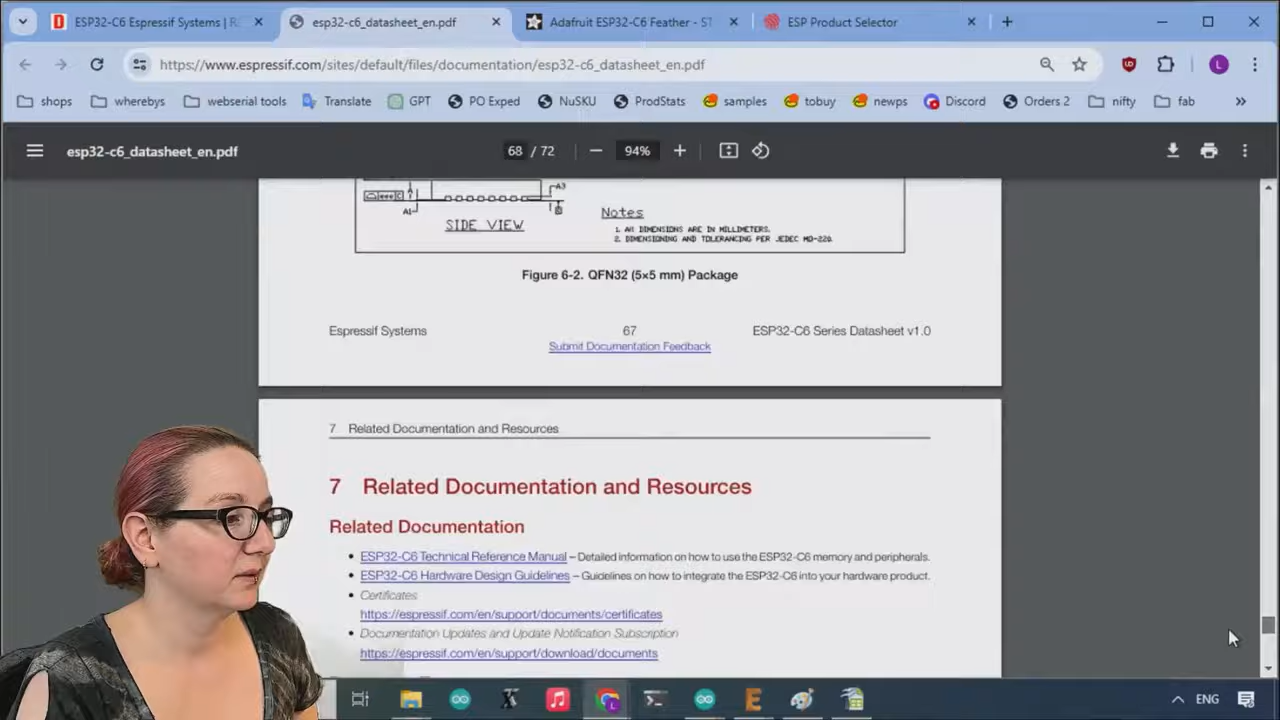 ESP32-C6 Espressif Systems | R
esp32-c6_datasheet_en.pdf
Adafruit ESP32-C6 Feather - ST
ESP Product Selector
https://www.espressif.com/sites/default/files/documentation/esp32-c6_datasheet_en.pdf
L
shops
wherebys
webserial tools
Translate
GPT
PO Exped
NuSKU
ProdStats
samples
tobuy
newps
Discord
Orders 2
nifty
fab
esp32-c6_datasheet_en.pdf
68 / 72
94%
A3
A1
SIDE VIEW
Notes
1. All DIMENSIONS ARE IN MILLIMETERS.
2. DIMENSIONING AND TOLERANCING PER JEDEC MO-220.
Figure 6-2. QFN32 (5×5 mm) Package
Espressif Systems
67
ESP32-C6 Series Datasheet v1.0
Submit Documentation Feedback
7 Related Documentation and Resources
7 Related Documentation and Resources
Related Documentation
• ESP32-C6 Technical Reference Manual – Detailed information on how to use the ESP32-C6 memory and peripherals.
• ESP32-C6 Hardware Design Guidelines – Guidelines on how to integrate the ESP32-C6 into your hardware product.
• Certificates
https://espressif.com/en/support/documents/certificates
• Documentation Updates and Update Notification Subscription
https://espressif.com/en/support/download/documents
ENG